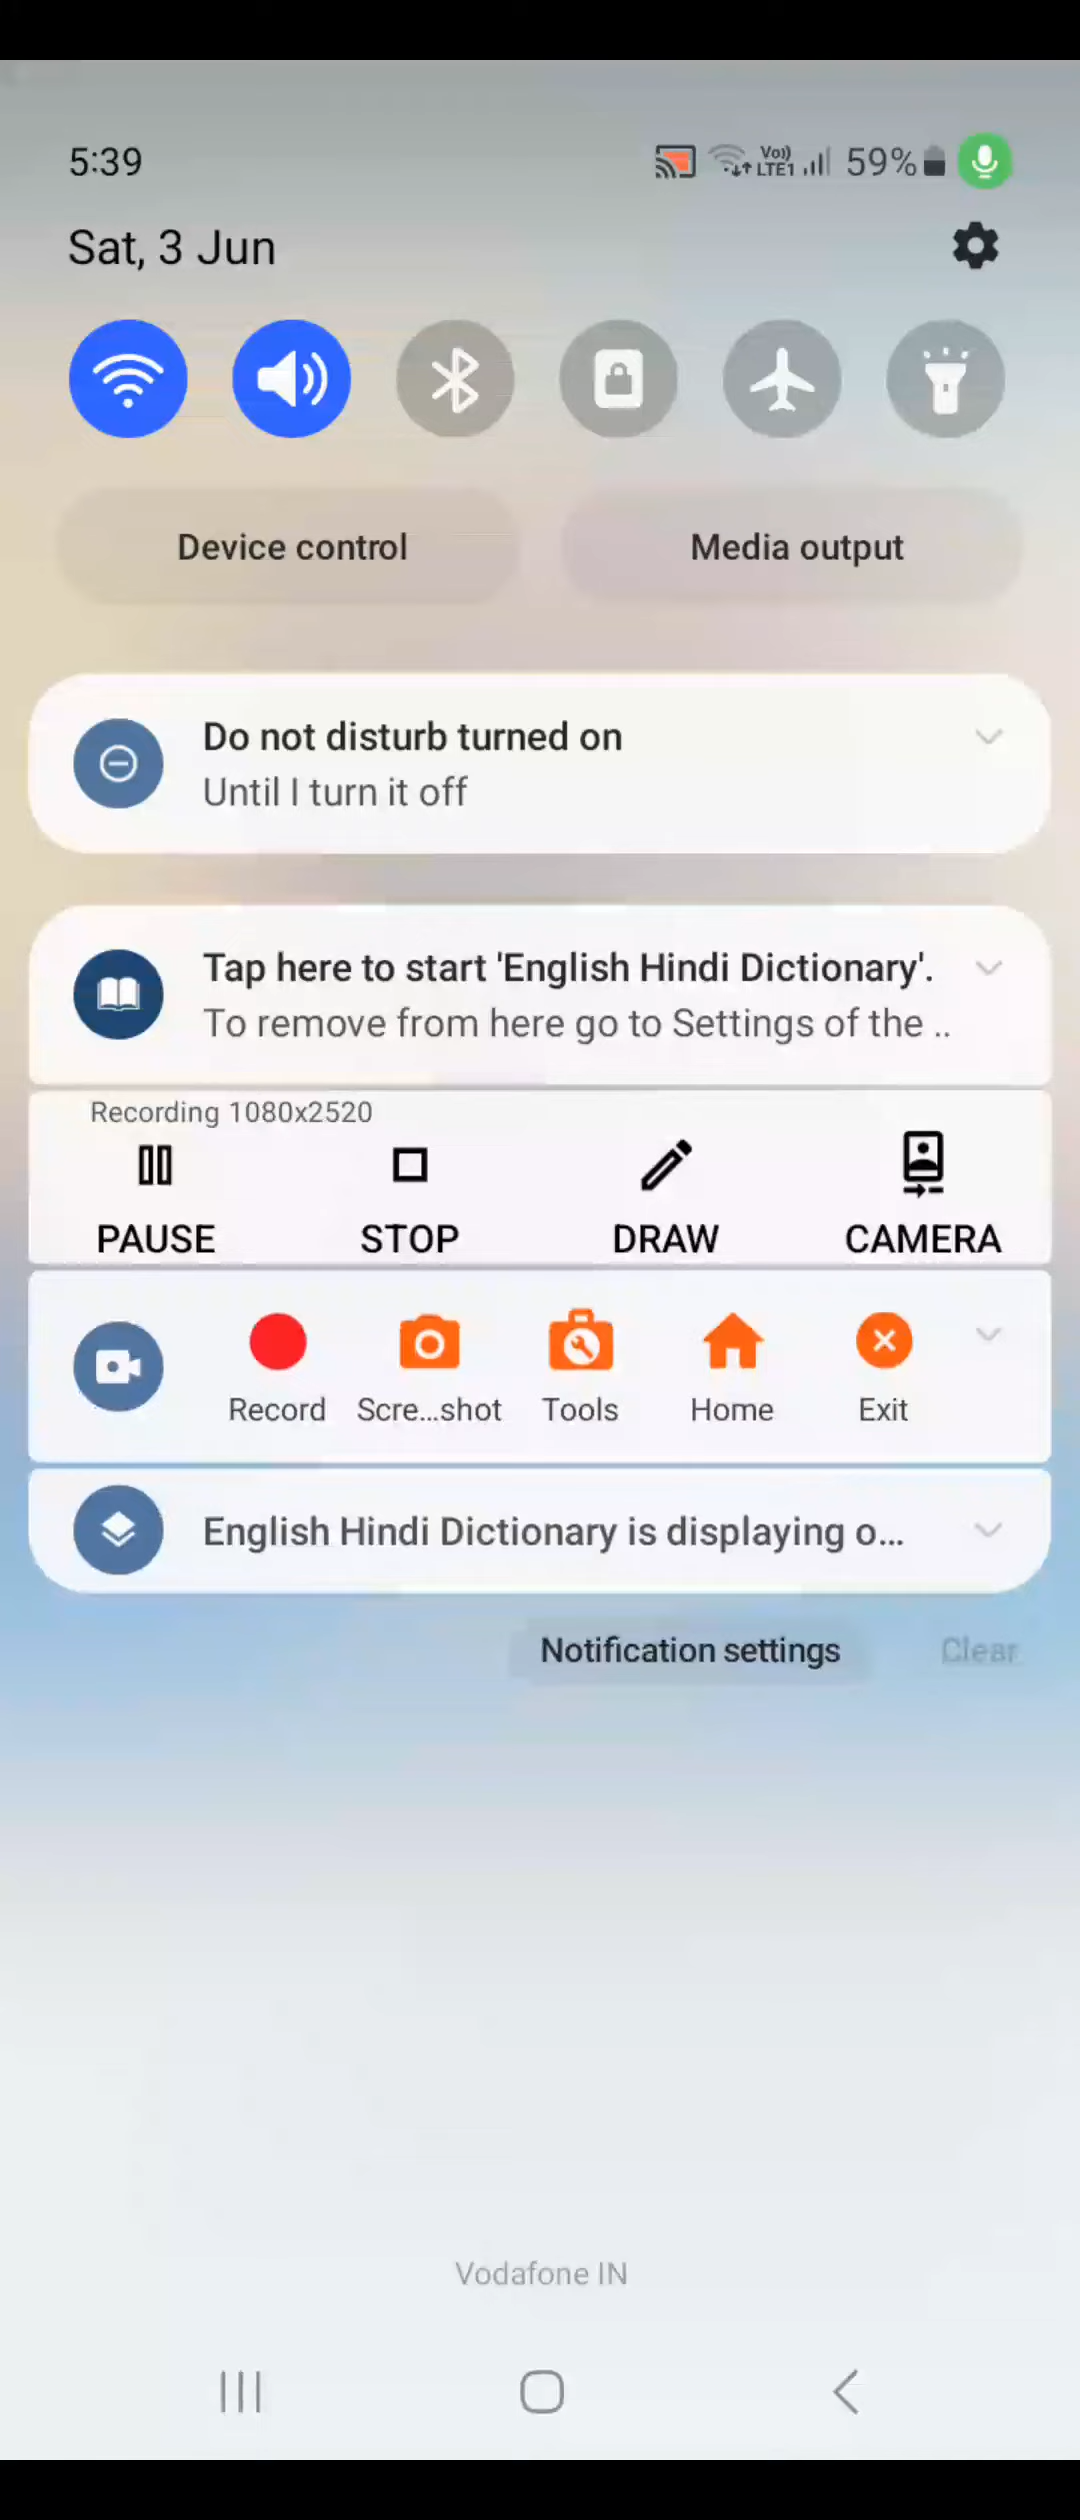 5:39
Vo)) LTE1 59%
Sat, 3 Jun
Device control
Media output
Do not disturb turned on
Until I turn it off
Tap here to start 'English Hindi Dictionary'.
To remove from here go to Settings of the ..
Recording 1080x2520
PAUSE STOP DRAW CAMERA
Record Scre...shot Tools Home Exit
English Hindi Dictionary is displaying o...
Notification settings Clear
Vodafone IN